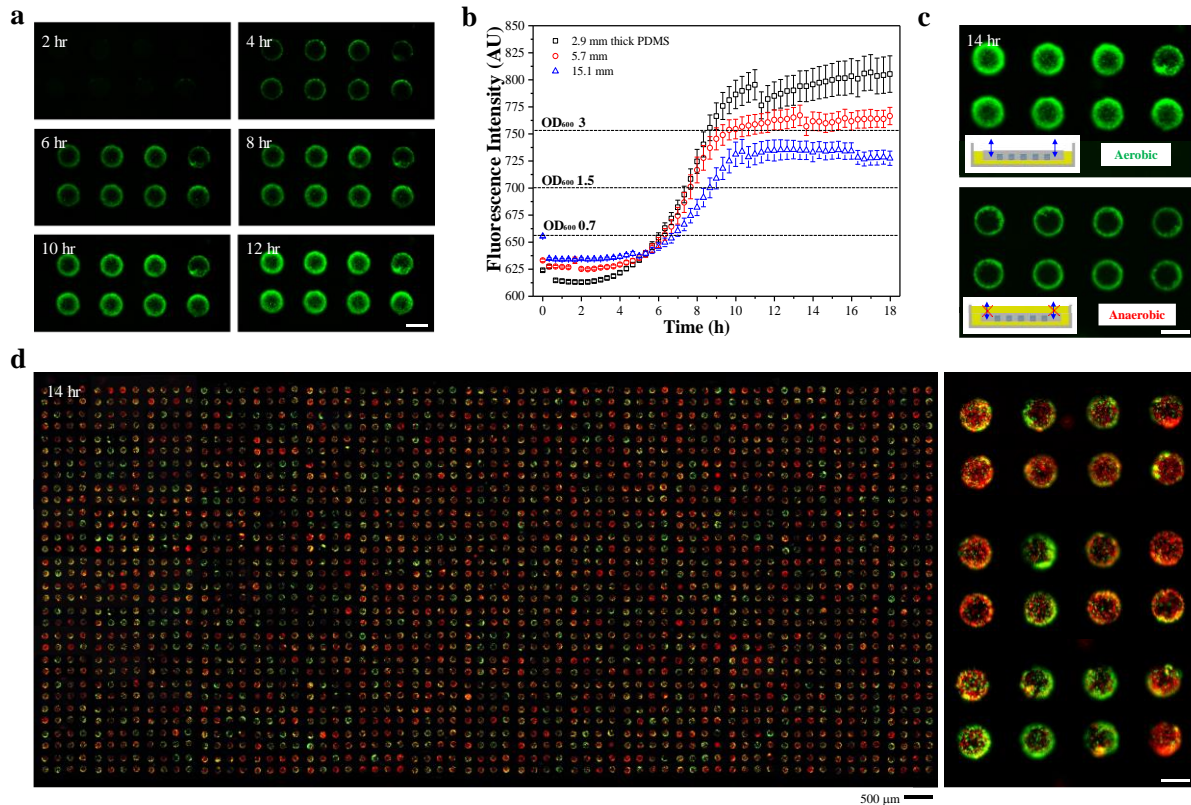 a
2 hr
4 hr
6 hr
8 hr
10 hr
12 hr
b
Fluorescence Intensity (AU)
850
825
800
775
750
725
700
675
650
625
600
2.9 mm thick PDMS
5.7 mm
15.1 mm
OD600 3
OD600 1.5
OD600 0.7
0 2 4 6 8 10 12 14 16 18
Time (h)
c
14 hr
Aerobic
Anaerobic
d
14 hr
500 μm